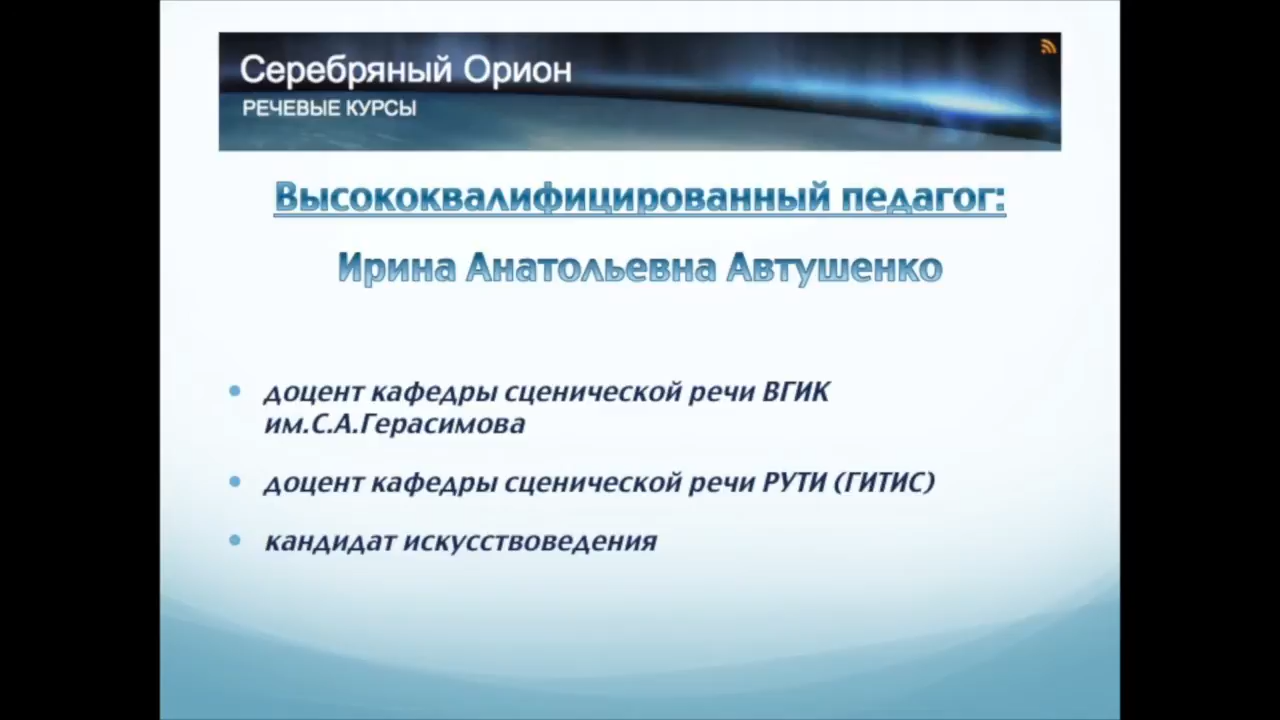 Серебряный Орион
РЕЧЕВЫЕ КУРСЫ
Высококвалифицированный педагог:
Ирина Анатольевна Автушенко
• доцент кафедры сценической речи ВГИК
им.С.А.Герасимова
• доцент кафедры сценической речи РУТИ (ГИТИС)
• кандидат искусствоведения